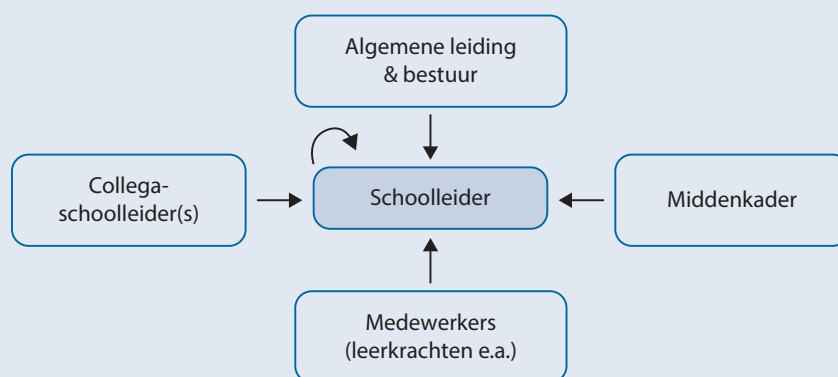 Algemene leiding
& bestuur
Collega-
schoolleider(s)
Schoolleider
Middenkader
Medewerkers
(leerkrachten e.a.)